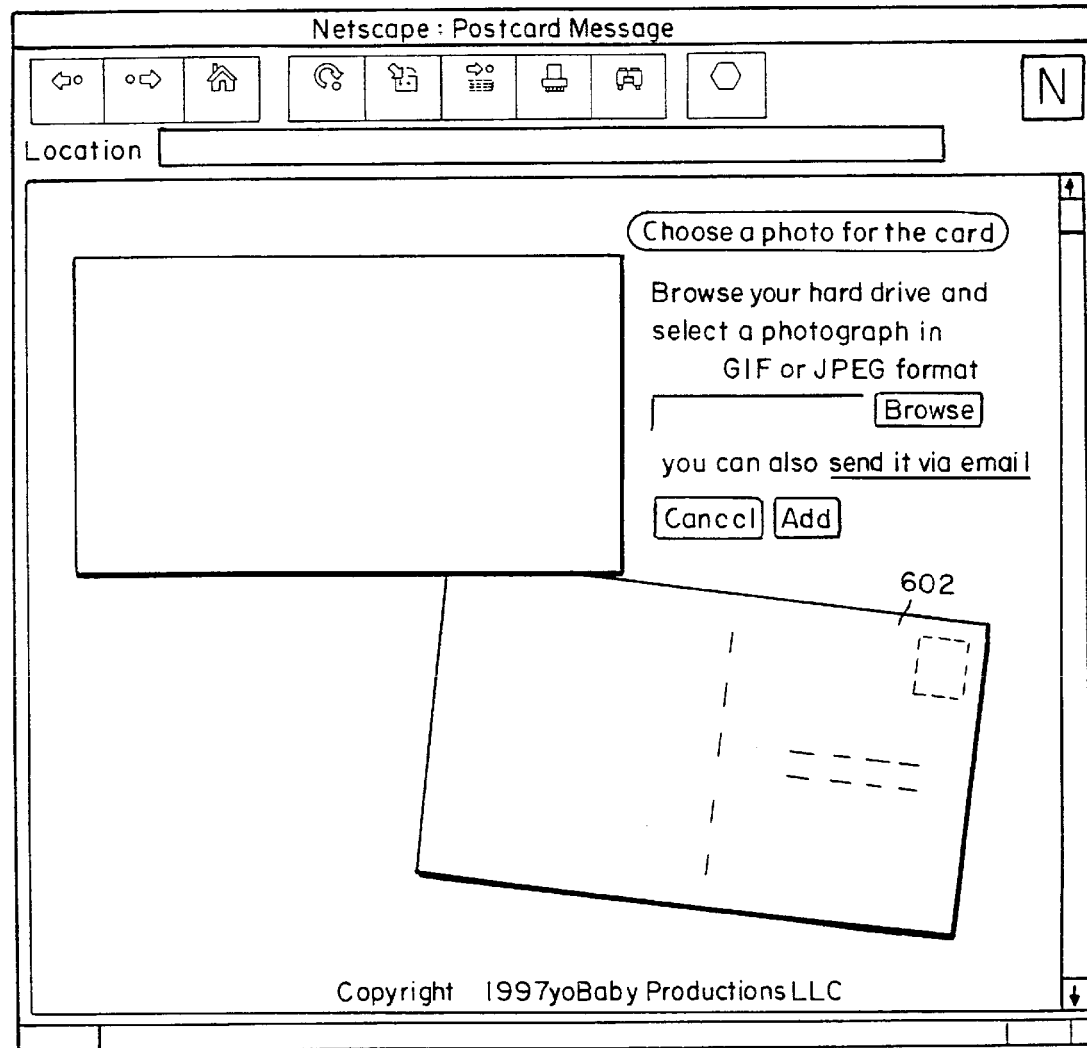 Netscape : Postcard Message
N
Location
Choose a photo for the card
Browse your hard drive and
select a photograph in
GIF or JPEG format
Browse
you can also send it via email
Canccl Add
602
Copyright 1997yoBaby Productions LLC